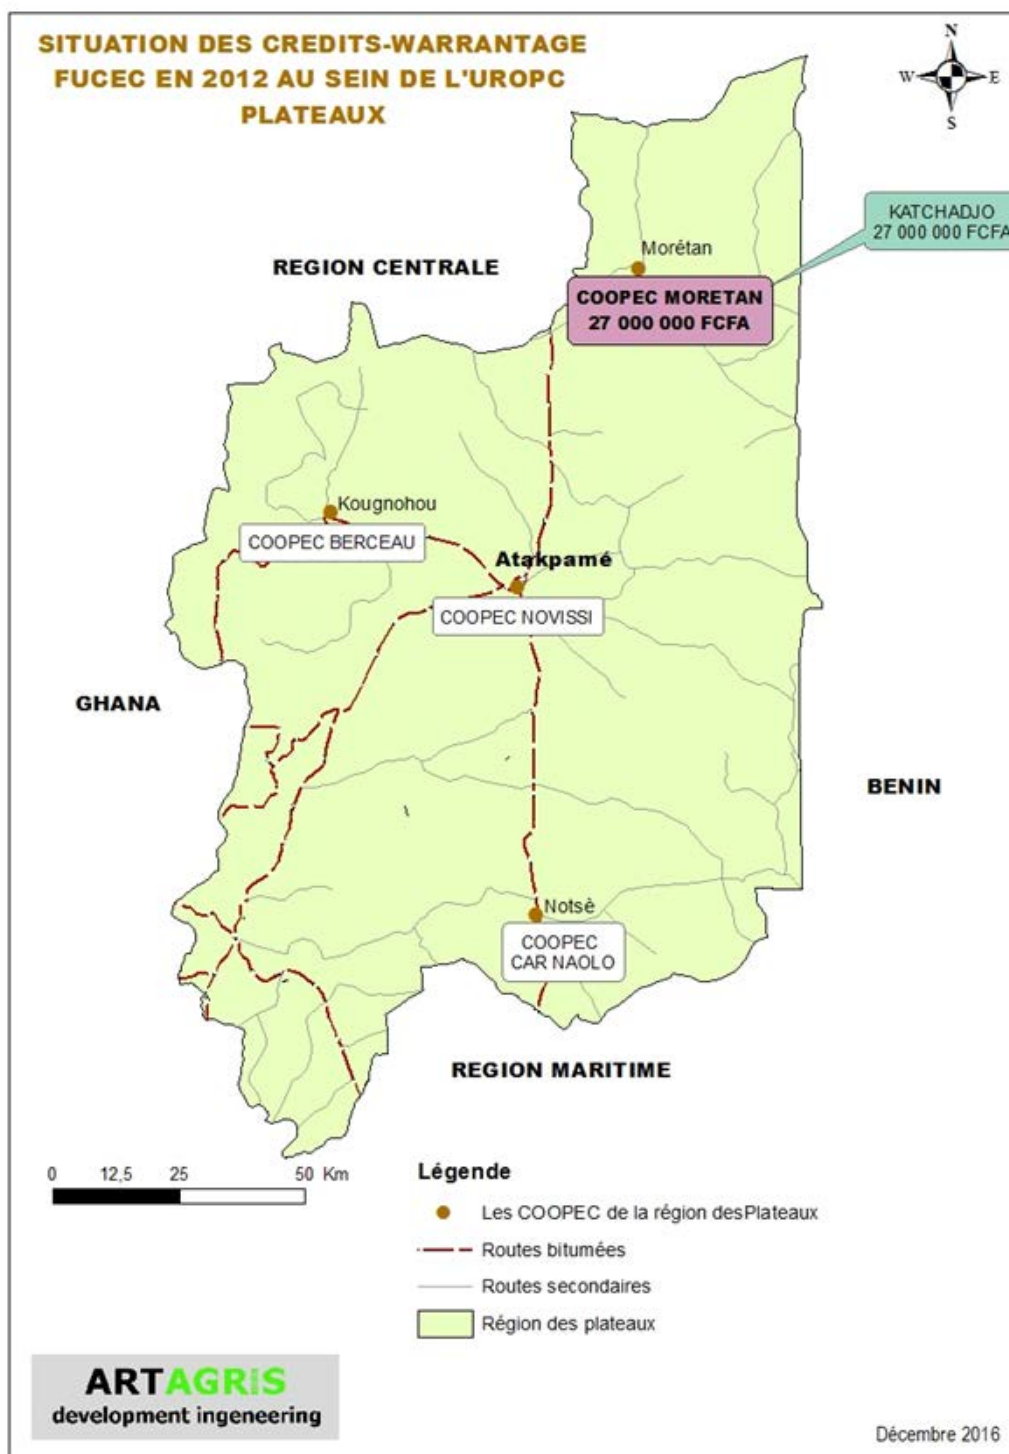 SITUATION DES CREDITS-WARRANTAGE
FUCEC EN 2012 AU SEIN DE L'UROPC
PLATEAUX
N
W
E
S
KATCHADJO
27 000 000 FCFA
Morétan
REGION CENTRALE
COOPEC MORETAN
27 000 000 FCFA
Kougnohou
COOPEC BERCEAU
Atakpamé
COOPEC NOVISSI
GHANA
BENIN
Notsè
COOPEC
CAR NAOLO
REGION MARITIME
0 12,5 25 50 Km
Légende
Les COOPEC de la région desPlateaux
Routes bitumées
Routes secondaires
Région des plateaux
ARTAGRIS
development ingeneering
Décembre 2016